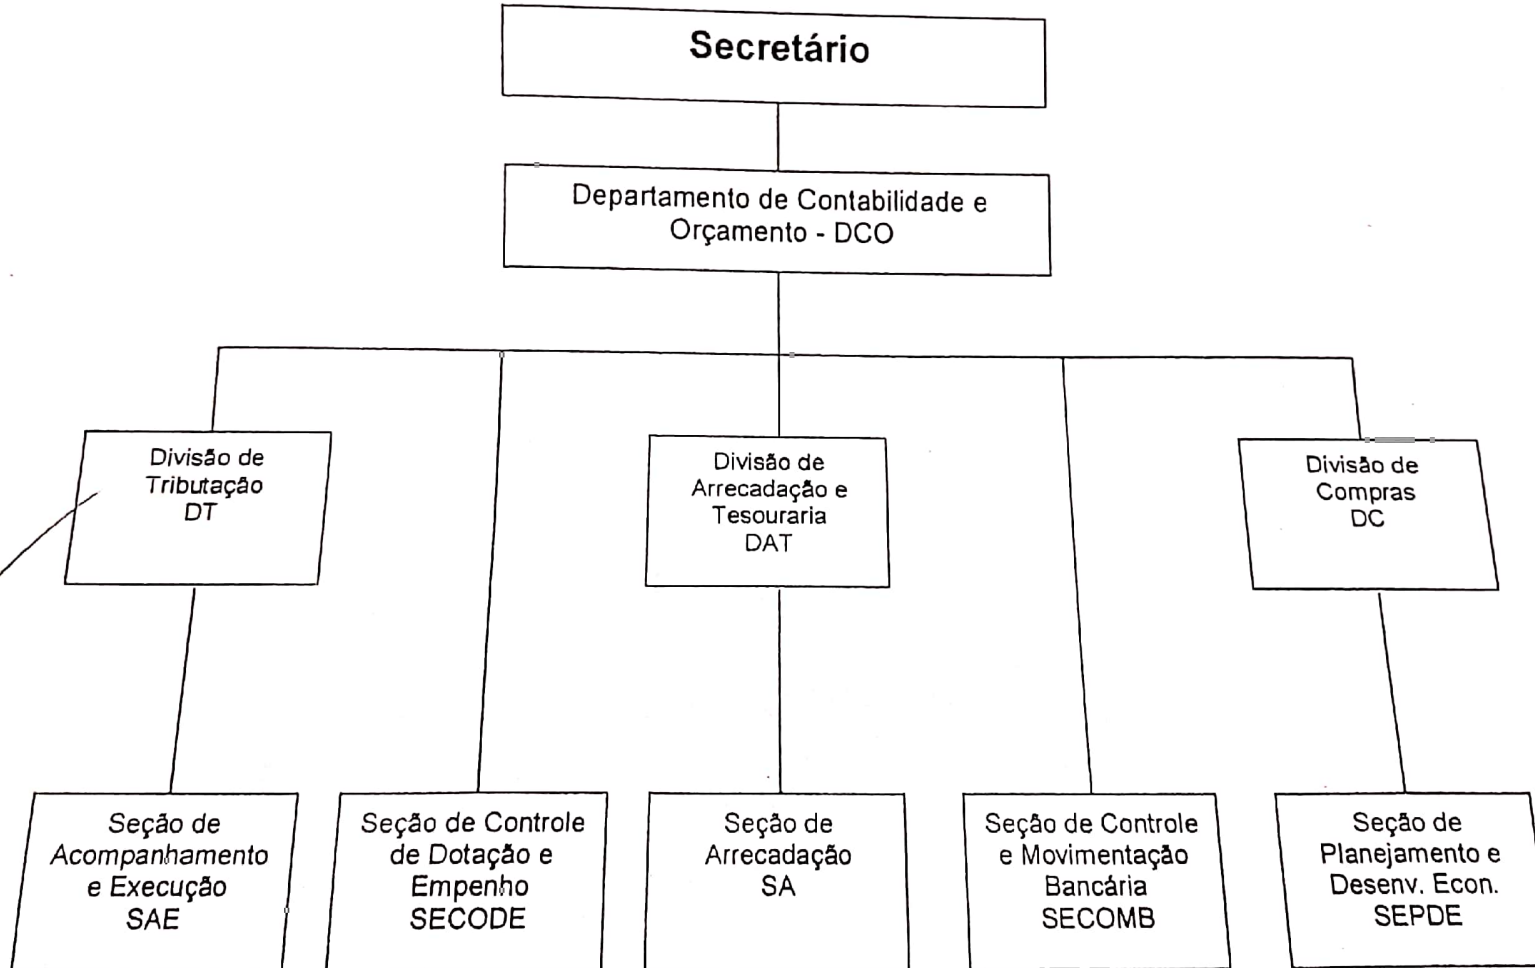 Secretário
Departamento de Contabilidade e
Orçamento - DCO
Divisão de
Tributação
DT
Divisão de
Arrecadação e
Tesouraria
DAT
Divisão de
Compras
DC
Seção de
Acompanhamento
e Execução
SAE
Seção de Controle
de Dotação e
Empenho
SECODE
Seção de
Arrecadação
SA
Seção de Controle
e Movimentação
Bancária
SECOMB
Seção de
Planejamento e
Desenv. Econ.
SEPDE